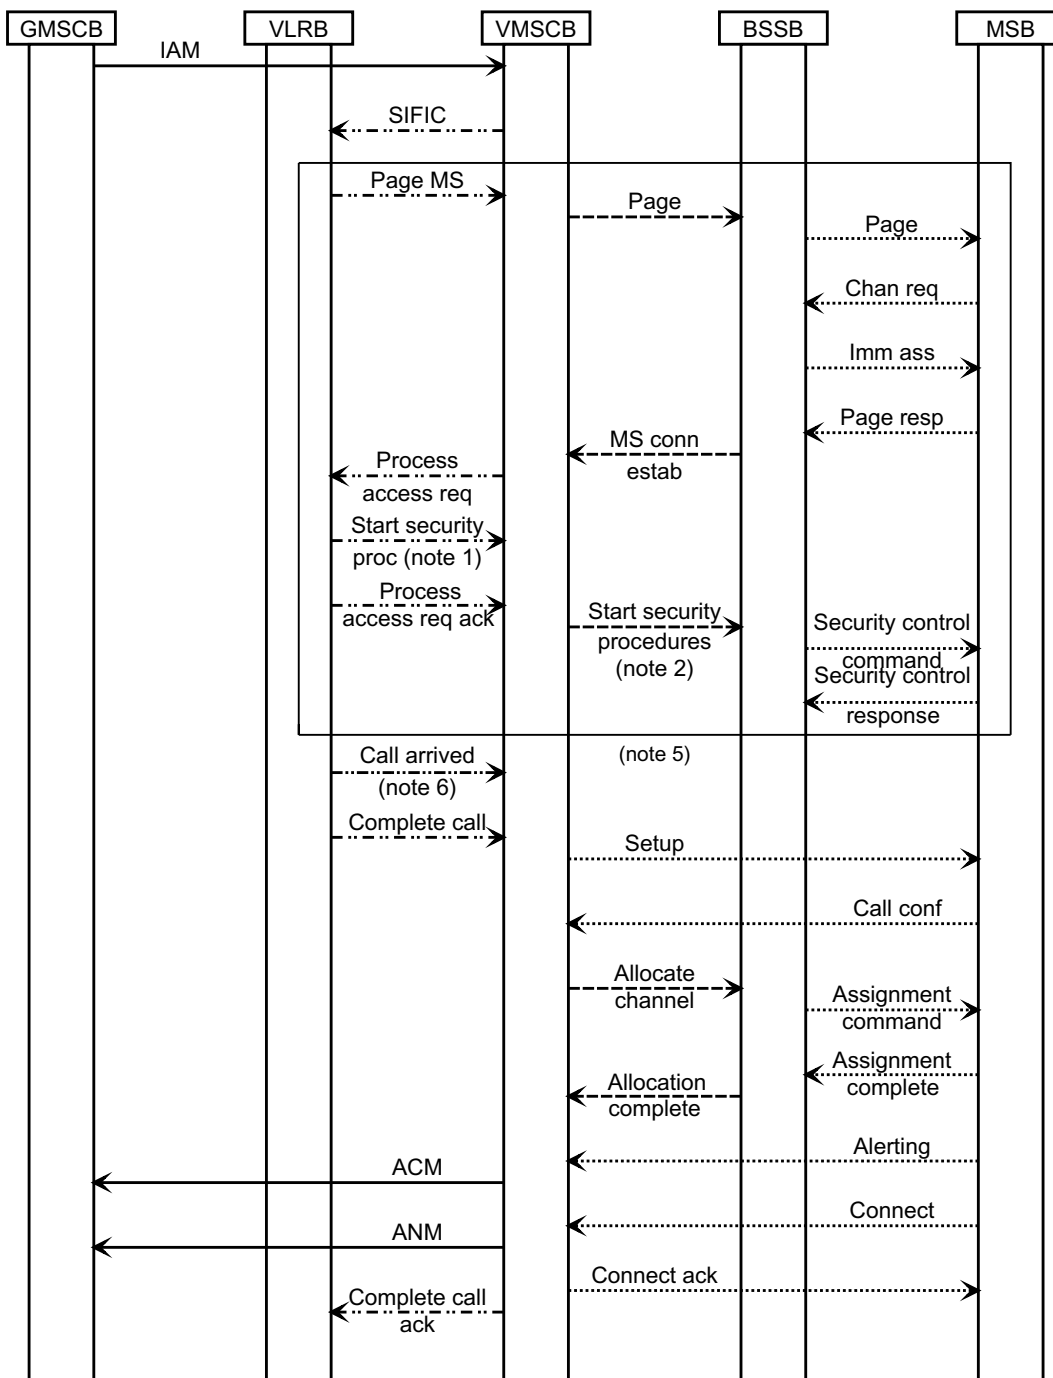 GMSCB
VLRB
VMSCB
BSSB
MSB
IAM
SIFIC
Page MS
Page
Page
Chan req
Imm ass
Page resp
MS conn
estab
Process
access req
Start security
proc (note 1)
Process
access req ack
Start security
procedures
(note 2)
Security control
command
Security control
response
(note 5)
Call arrived
(note 6)
Complete call
Setup
Call conf
Allocate
channel
Assignment
command
Assignment
complete
Allocation
complete
Alerting
ACM
Connect
ANM
Connect ack
Complete call
ack